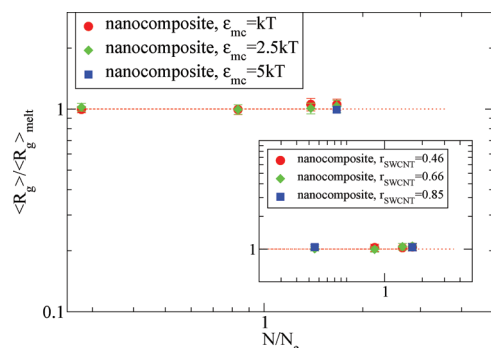 nanocomposite, ε_mc=kT
nanocomposite, ε_mc=2.5kT
nanocomposite, ε_mc=5kT
1
<R_g>/<R_g>_melt
nanocomposite, r_SWCNT=0.46
nanocomposite, r_SWCNT=0.66
nanocomposite, r_SWCNT=0.85
1
1
0.1
1
N/N_e